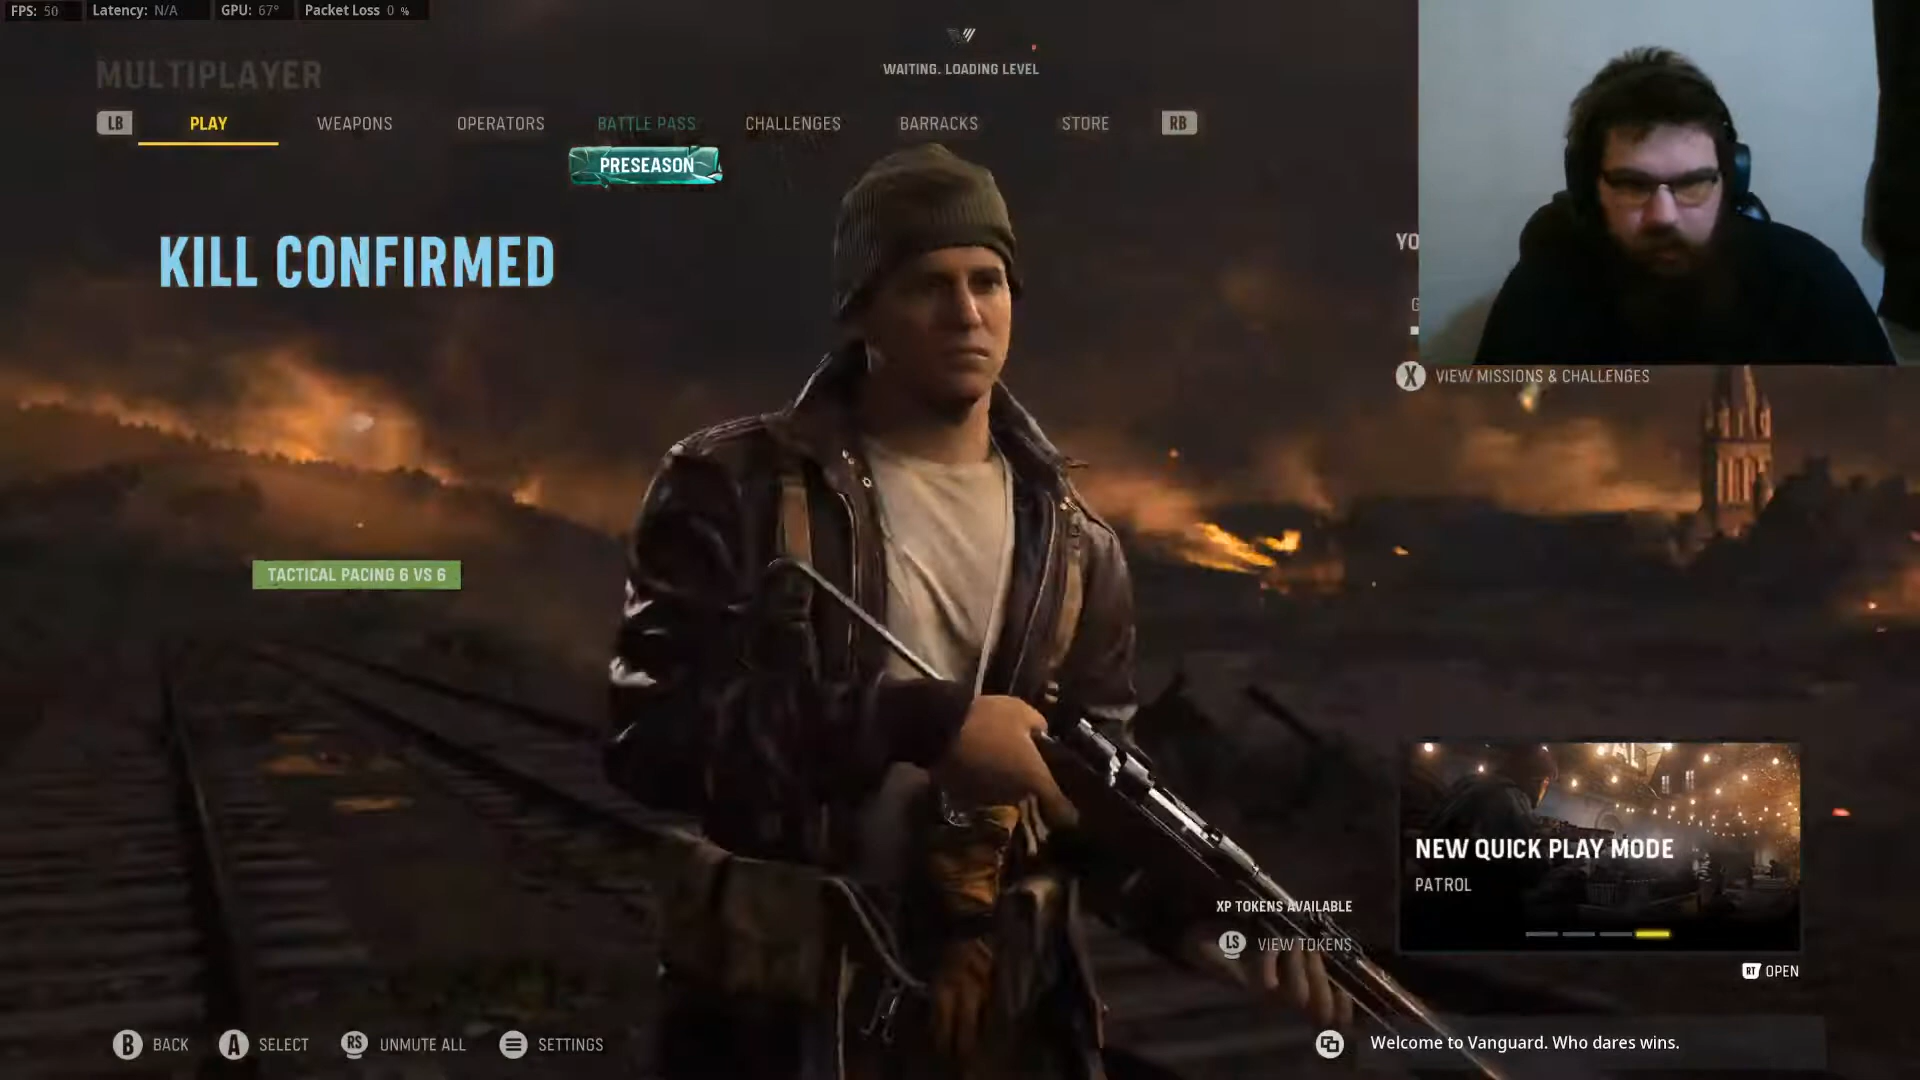 FPS: 50 Latency: N/A GPU: 67° Packet Loss 0 %
MULTIPLAYER
WAITING. LOADING LEVEL
LB PLAY WEAPONS OPERATORS BATTLE PASS CHALLENGES BARRACKS STORE RB
PRESEASON
KILL CONFIRMED
YO
G
X VIEW MISSIONS & CHALLENGES
TACTICAL PACING 6 VS 6
NEW QUICK PLAY MODE
PATROL
XP TOKENS AVAILABLE
LS VIEW TOKENS
RT OPEN
B BACK A SELECT RS UNMUTE ALL SETTINGS
Welcome to Vanguard. Who dares wins.